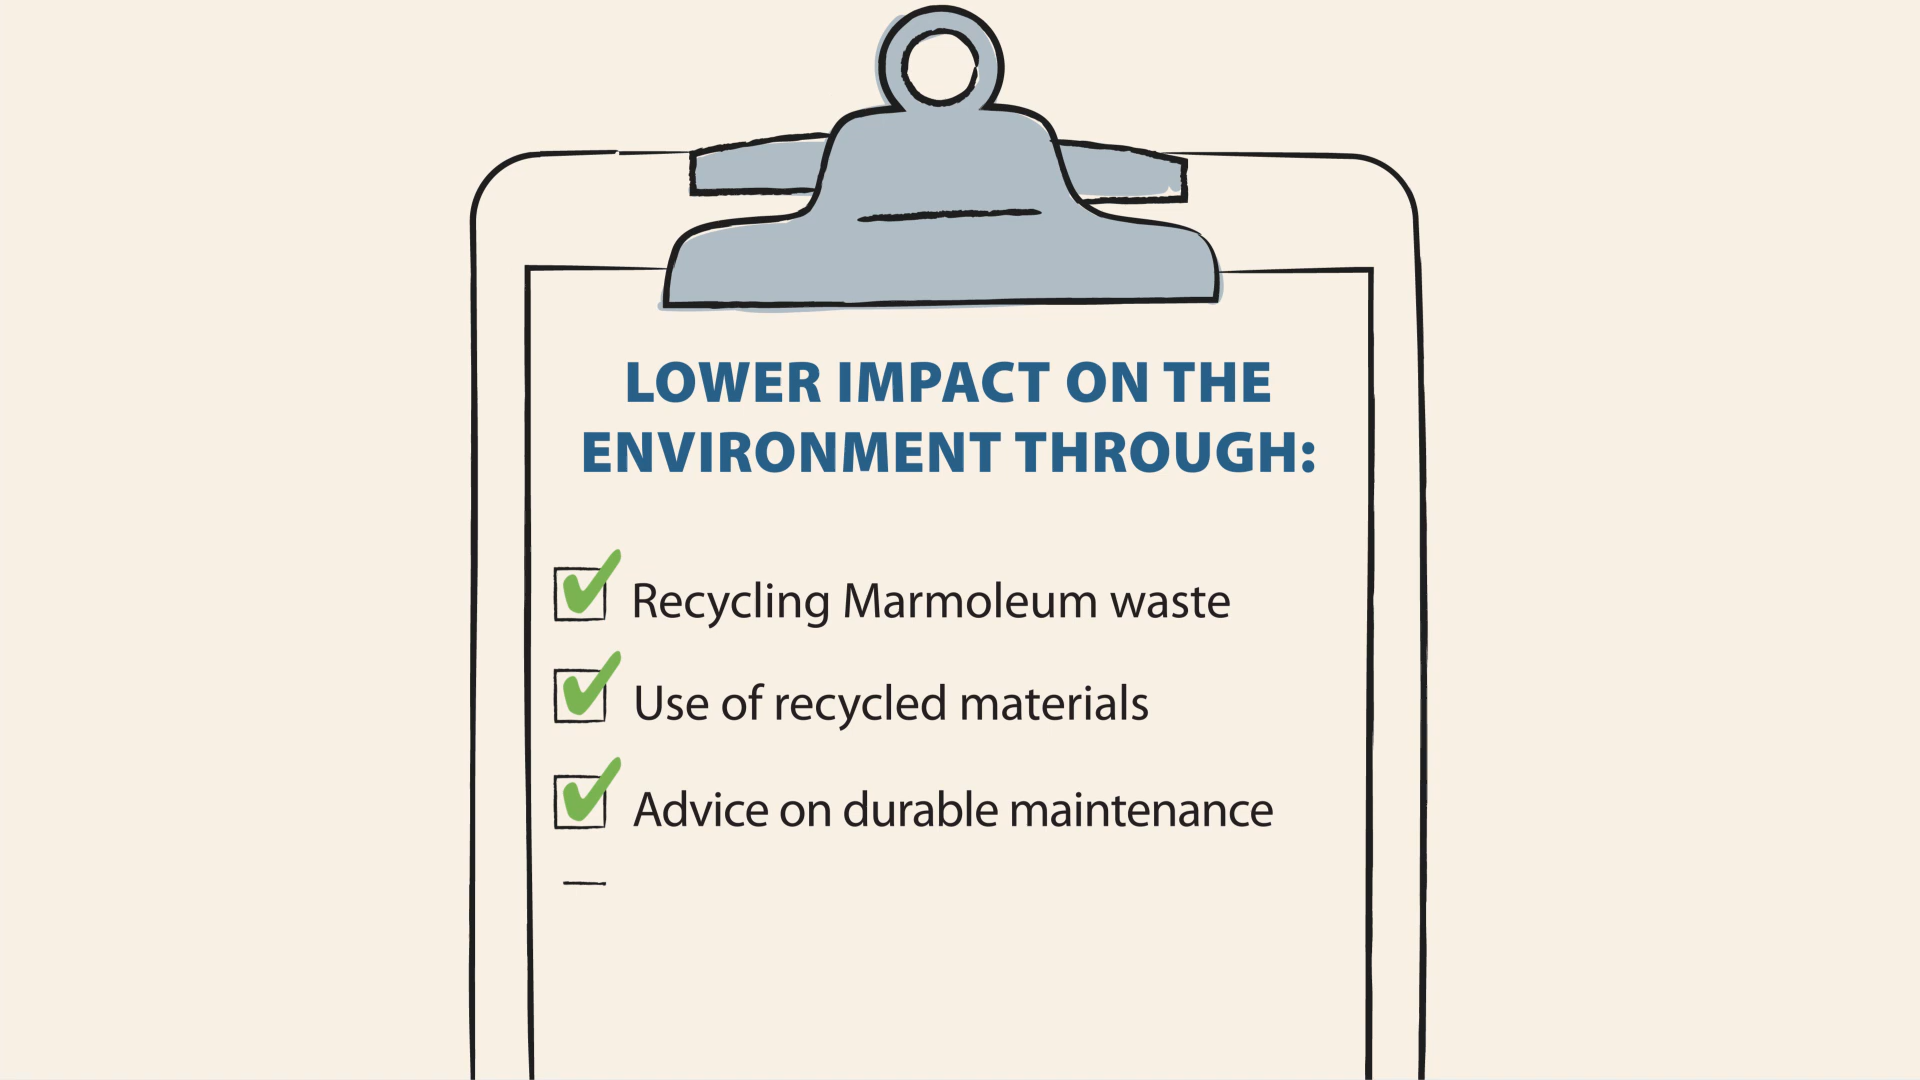 LOWER IMPACT ON THE
ENVIRONMENT THROUGH:
Recycling Marmoleum waste
Use of recycled materials
Advice on durable maintenance